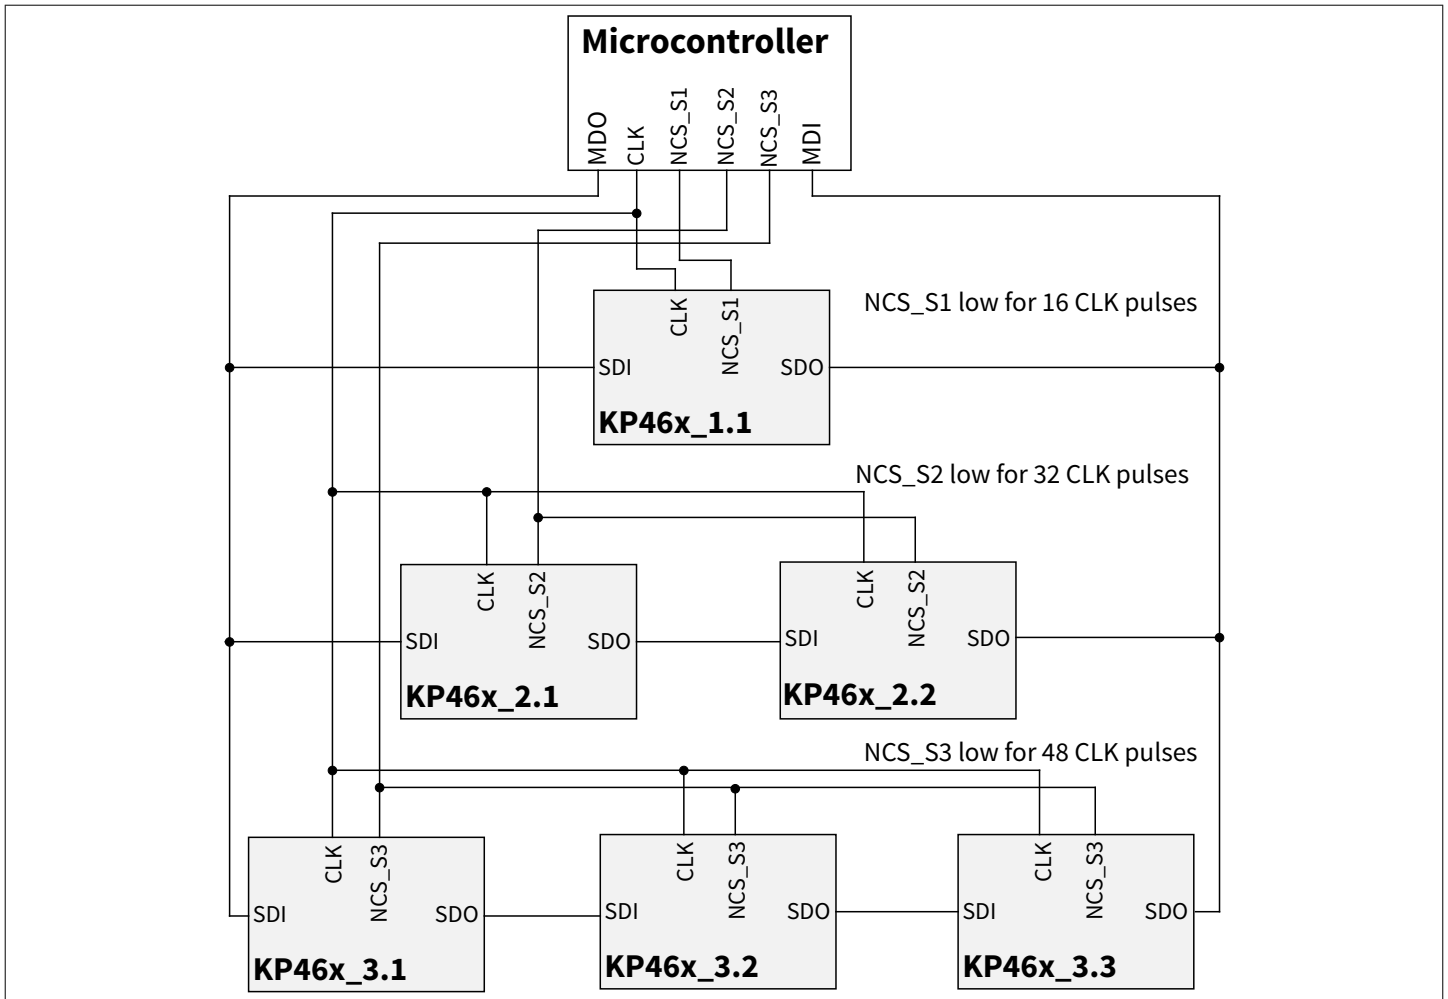 Microcontroller
MDO
CLK
NCS_S1
NCS_S2
NCS_S3
MDI
CLK
NCS_S1
NCS_S1 low for 16 CLK pulses
SDI
SDO
KP46x_1.1
NCS_S2 low for 32 CLK pulses
CLK
NCS_S2
SDI
SDO
KP46x_2.1
CLK
NCS_S2
SDI
SDO
KP46x_2.2
NCS_S3 low for 48 CLK pulses
CLK
NCS_S3
SDI
SDO
KP46x_3.1
CLK
NCS_S3
SDI
SDO
KP46x_3.2
CLK
NCS_S3
SDI
SDO
KP46x_3.3